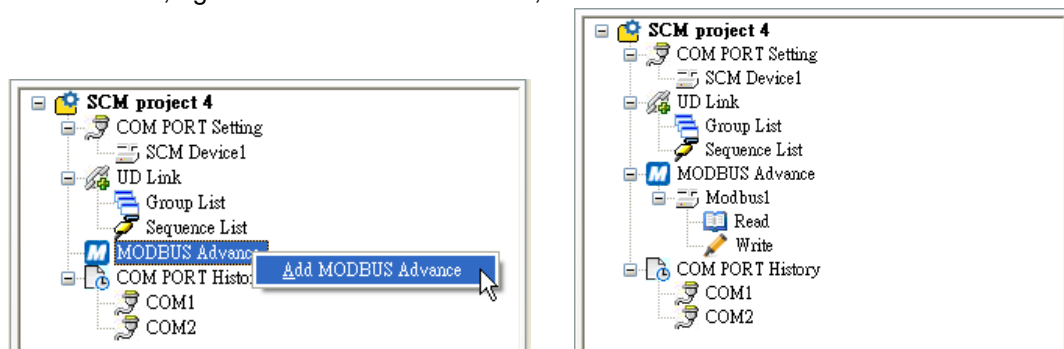 SCM project 4
COM PORT Setting
SCM Device1
UD Link
Group List
Sequence List
MODBUS Advance
Add MODBUS Advance
COM PORT Histo
COM1
COM2
SCM project 4
COM PORT Setting
SCM Device1
UD Link
Group List
Sequence List
MODBUS Advance
Modbus1
Read
Write
COM PORT History
COM1
COM2